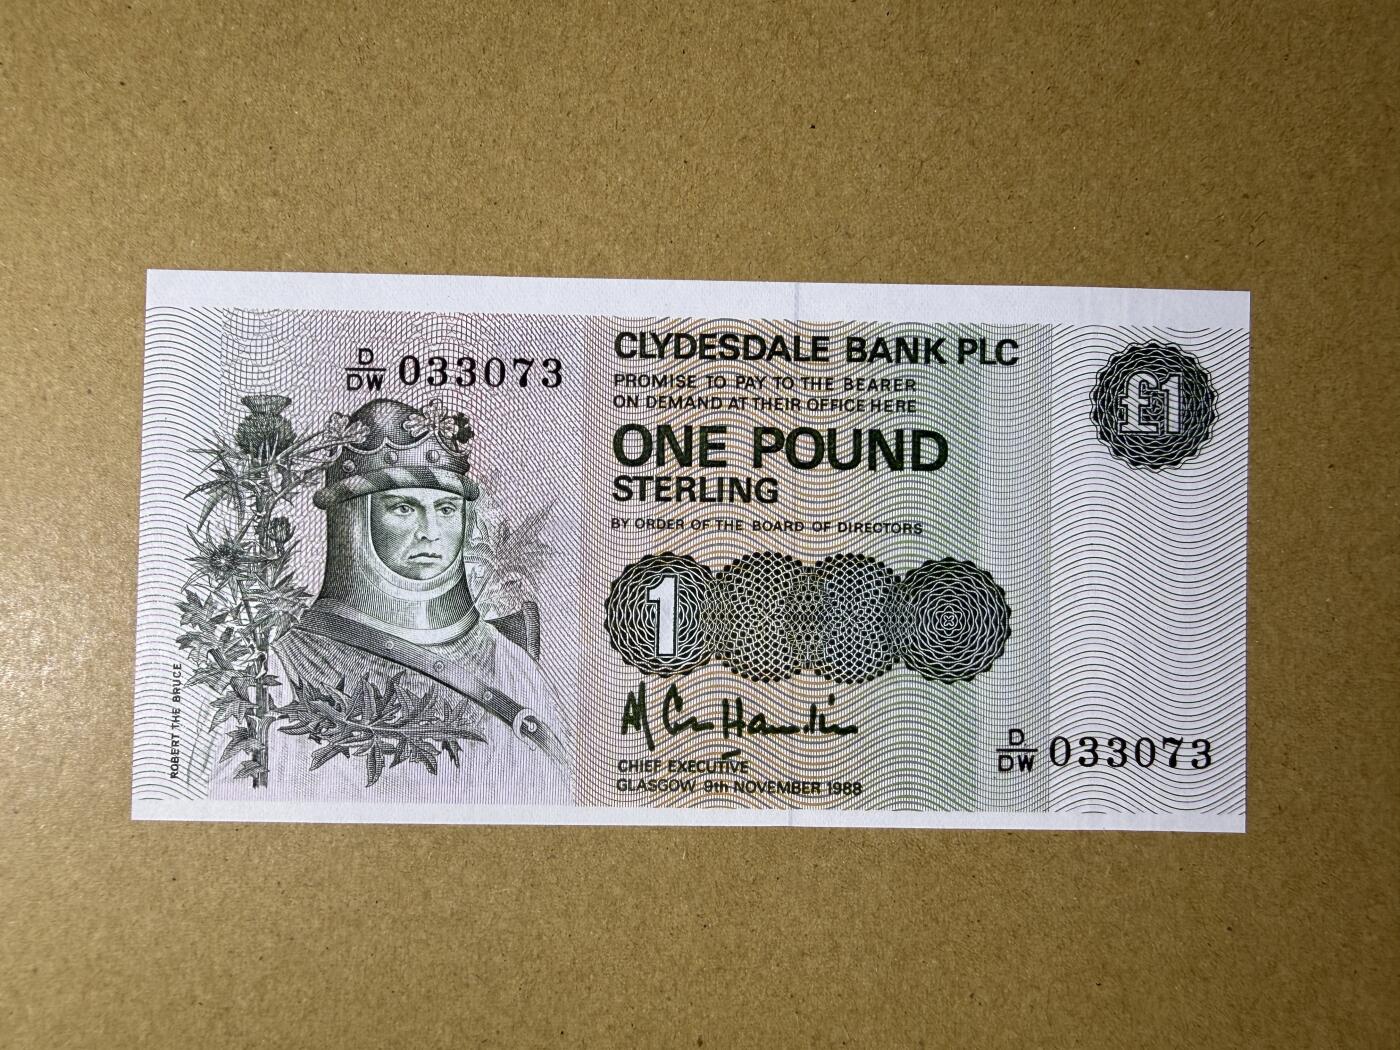 D/DW 033073
CLYDESDALE BANK PLC
PROMISE TO PAY TO THE BEARER
ON DEMAND AT THEIR OFFICE HERE
ONE POUND
STERLING
BY ORDER OF THE BOARD OF DIRECTORS
£1
1
ROBERT THE BRUCE
CHIEF EXECUTIVE
GLASGOW 9th NOVEMBER 1988
D/DW 033073